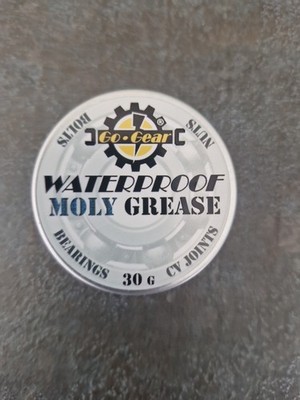 BOLTS
NUTS
Go·Gear®
WATERPROOF
MOLY GREASE
BEARINGS
30 G
CV JOINTS